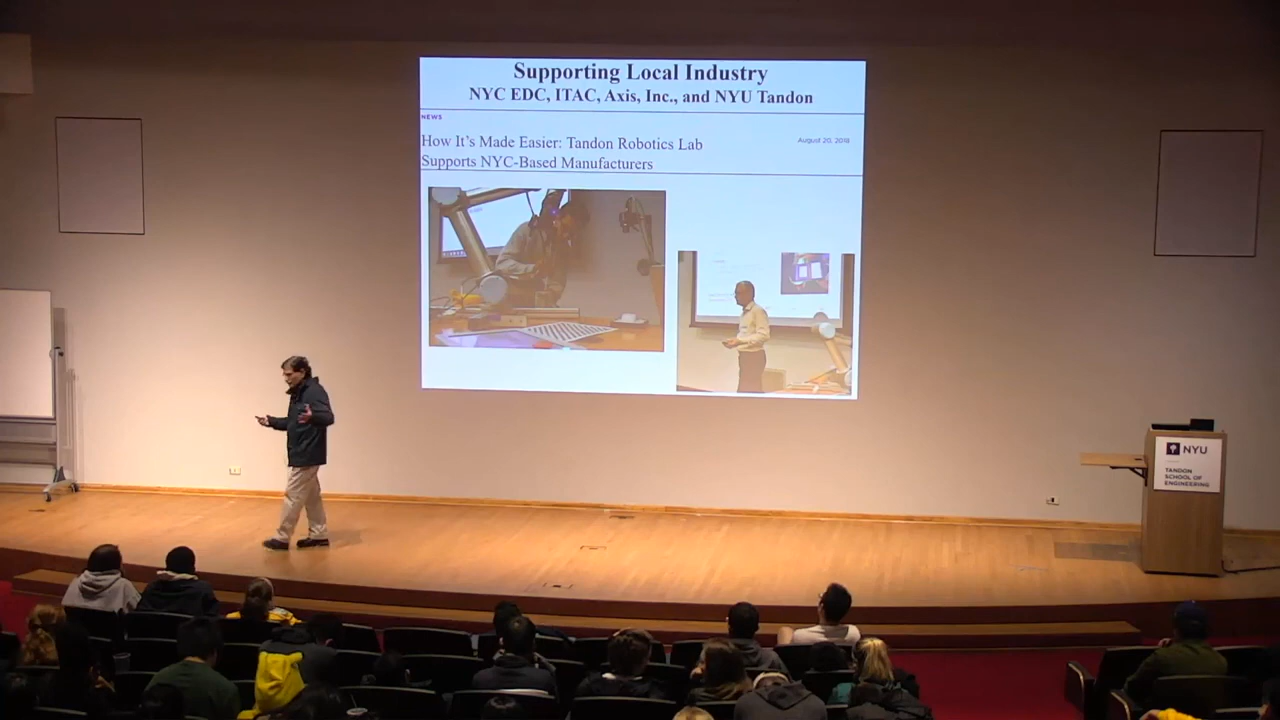 Supporting Local Industry
NYC EDC, ITAC, Axis, Inc., and NYU Tandon
NEWS
How It's Made Easier: Tandon Robotics Lab
Supports NYC-Based Manufacturers
August 20, 2018
NYU
TANDON
SCHOOL OF
ENGINEERING